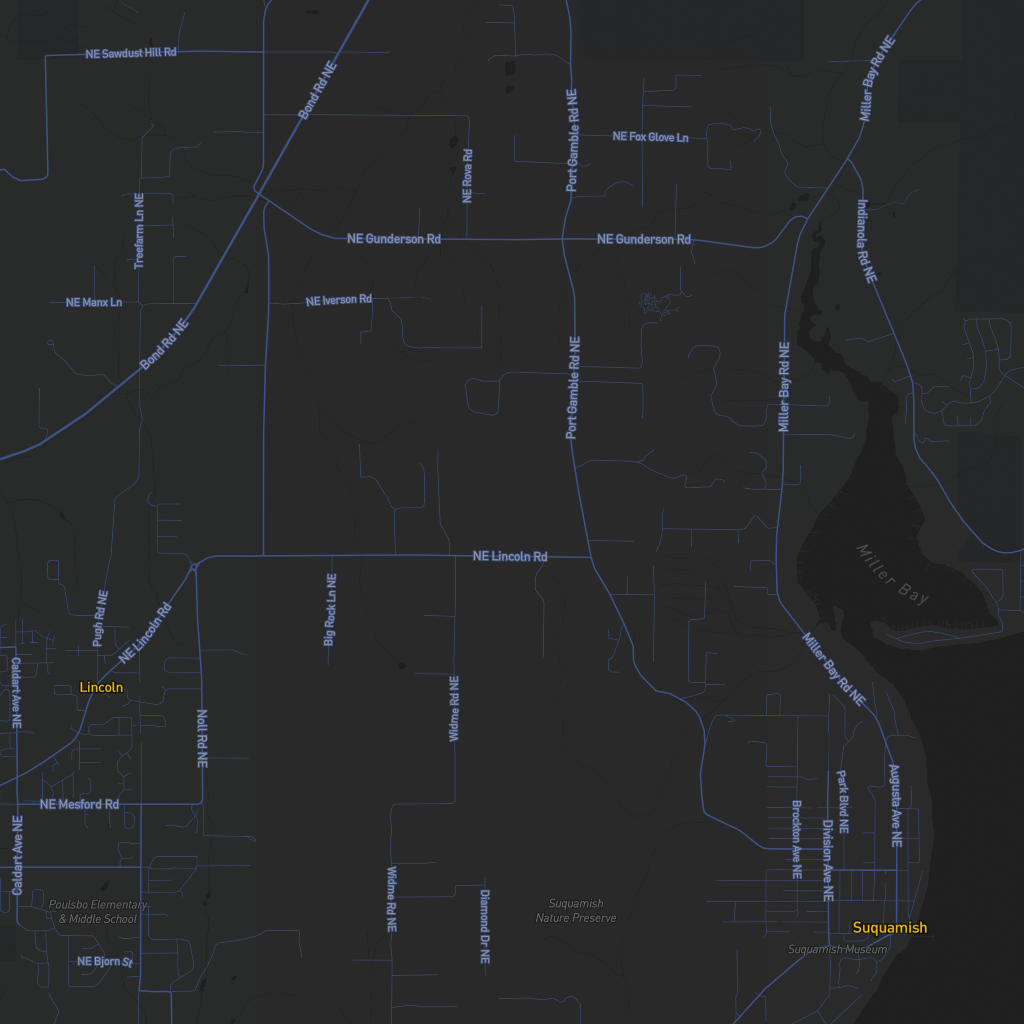 NE Sawdust Hill Rd
Bond Rd NE
Miller Bay Rd NE
Port Gamble Rd NE
NE Fox Glove Ln
NE Rova Rd
Treefarm Ln NE
Indianola Rd NE
NE Gunderson Rd
NE Gunderson Rd
NE Manx Ln
NE Iverson Rd
Bond Rd NE
Port Gamble Rd NE
Miller Bay Rd NE
NE Lincoln Rd
Miller Bay
Big Rock Ln NE
Pugh Rd NE
NE Lincoln Rd
Miller Bay Rd NE
Caldart Ave NE
Lincoln
Widme Rd NE
Noll Rd NE
NE Mesford Rd
Park Blvd NE
Augusta Ave NE
Brockton Ave NE
Division Ave NE
Caldart Ave NE
Widme Rd NE
Diamond Dr NE
Poulsbo Elementary
& Middle School
Suquamish
Nature Preserve
Suquamish
Suquamish Museum
NE Bjorn St